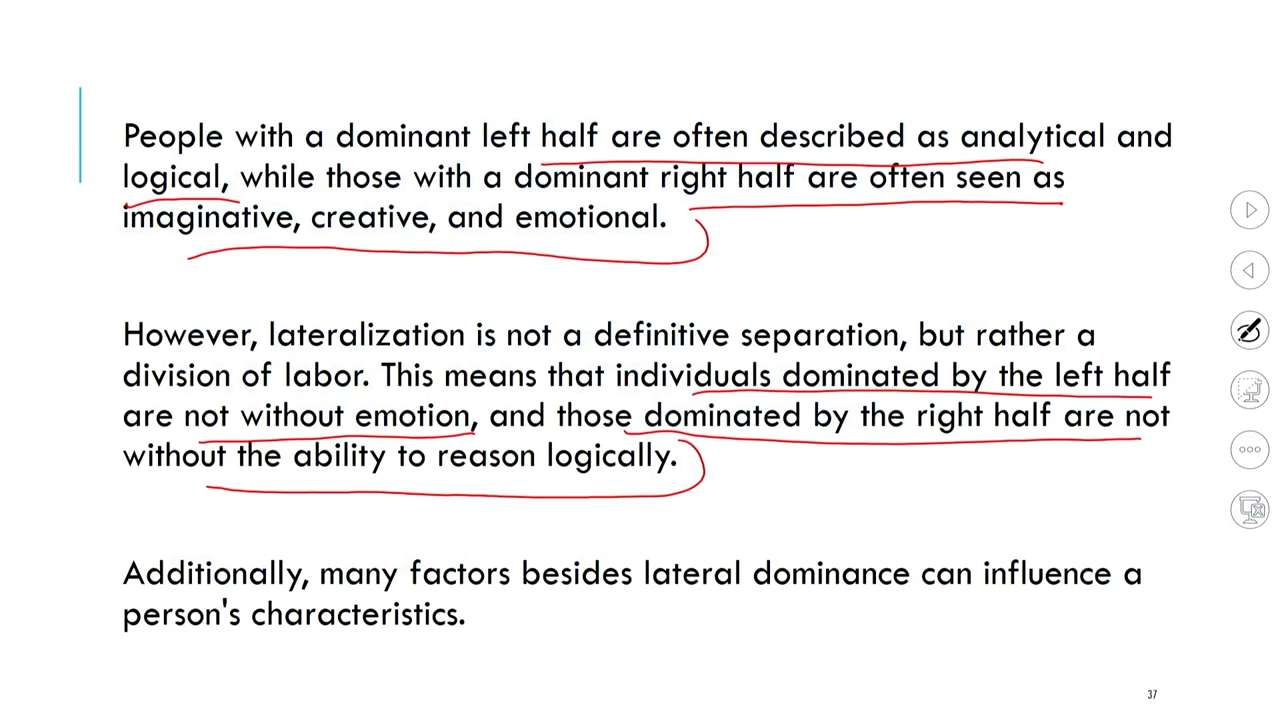 People with a dominant left half are often described as analytical and
logical, while those with a dominant right half are often seen as
imaginative, creative, and emotional.
However, lateralization is not a definitive separation, but rather a
division of labor. This means that individuals dominated by the left half
are not without emotion, and those dominated by the right half are not
without the ability to reason logically.
Additionally, many factors besides lateral dominance can influence a
person's characteristics.
37